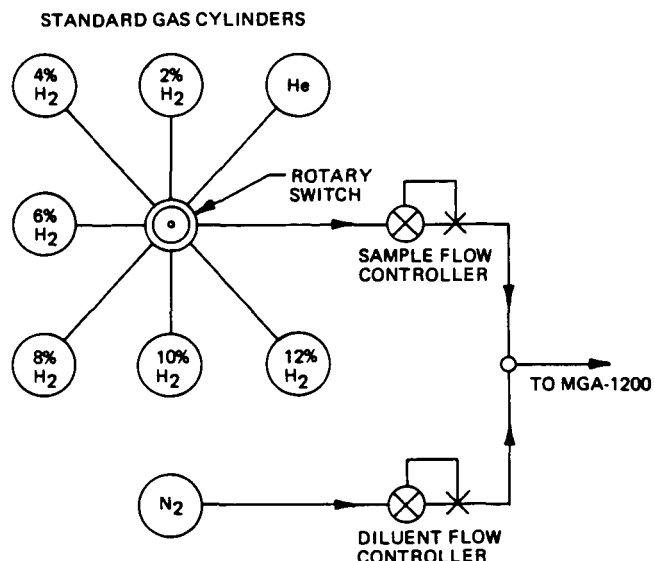 STANDARD GAS CYLINDERS
4%
H2
2%
H2
He
ROTARY
SWITCH
6%
H2
SAMPLE FLOW
CONTROLLER
8%
H2
10%
H2
12%
H2
TO MGA-1200
N2
DILUENT FLOW
CONTROLLER